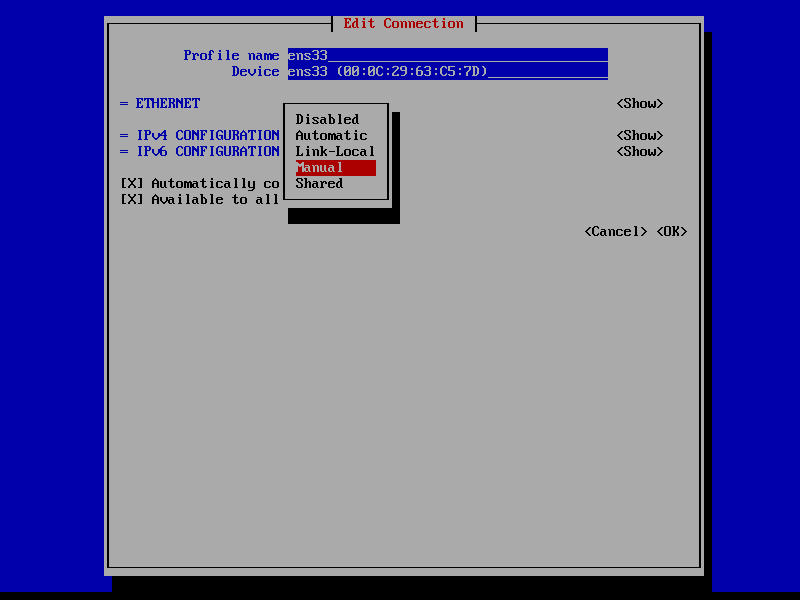 Edit Connection
Profile name ens33
Device ens33 (00:0C:29:63:C5:7D)
= ETHERNET <Show>
= IPv4 CONFIGURATION <Show>
= IPv6 CONFIGURATION <Show>
Disabled
Automatic
Link-Local
Manual
Shared
[X] Automatically co
[X] Available to all
<Cancel> <OK>